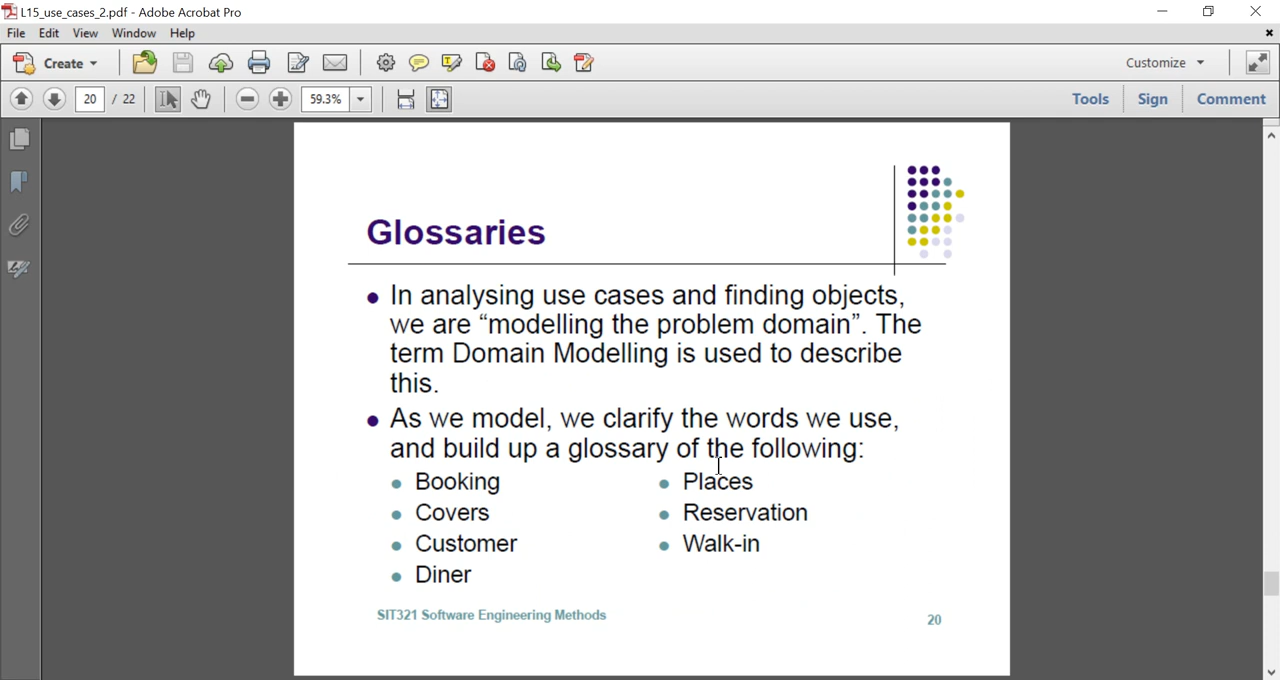 L15_use_cases_2.pdf - Adobe Acrobat Pro
File Edit View Window Help
Create
Customize
20 / 22
59.3%
Tools Sign Comment
Glossaries
In analysing use cases and finding objects,
we are “modelling the problem domain”. The
term Domain Modelling is used to describe
this.
As we model, we clarify the words we use,
and build up a glossary of the following:
Booking
Covers
Customer
Diner
Places
Reservation
Walk-in
SIT321 Software Engineering Methods
20